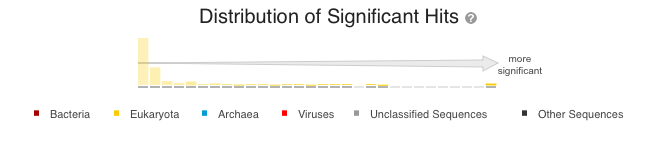 Distribution of Significant Hits ?
more
significant
Bacteria Eukaryota Archaea Viruses Unclassified Sequences Other Sequences